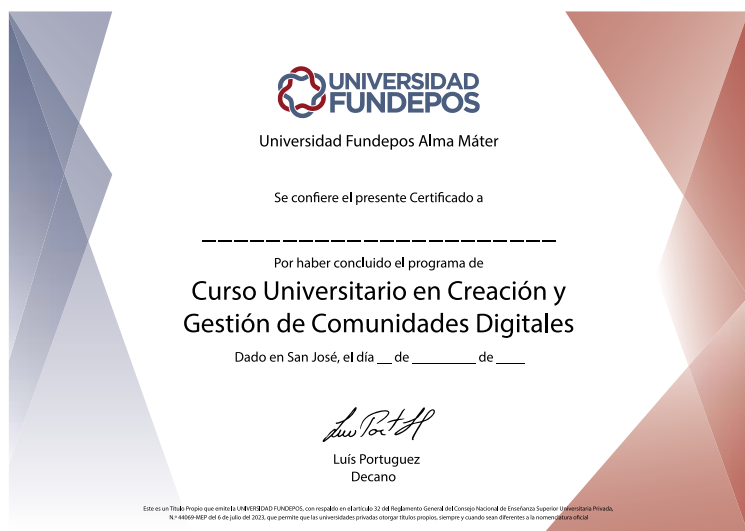 UNIVERSIDAD
FUNDEPOS
Universidad Fundepos Alma Máter
Se confiere el presente Certificado a
______________________
Por haber concluido el programa de
Curso Universitario en Creación y
Gestión de Comunidades Digitales
Dado en San José, el día __ de _________ de ____
Luís Portuguez
Decano
Este es un Título Propio que emite la UNIVERSIDAD FUNDEPOS, con respaldo en el artículo 32 del Reglamento General del Consejo Nacional de Enseñanza Superior Universitaria Privada,
N.º 44069-MEP del 6 de julio del 2023, que permite que las universidades privadas otorgar títulos propios, siempre y cuando sean diferentes a la nomenclatura oficial